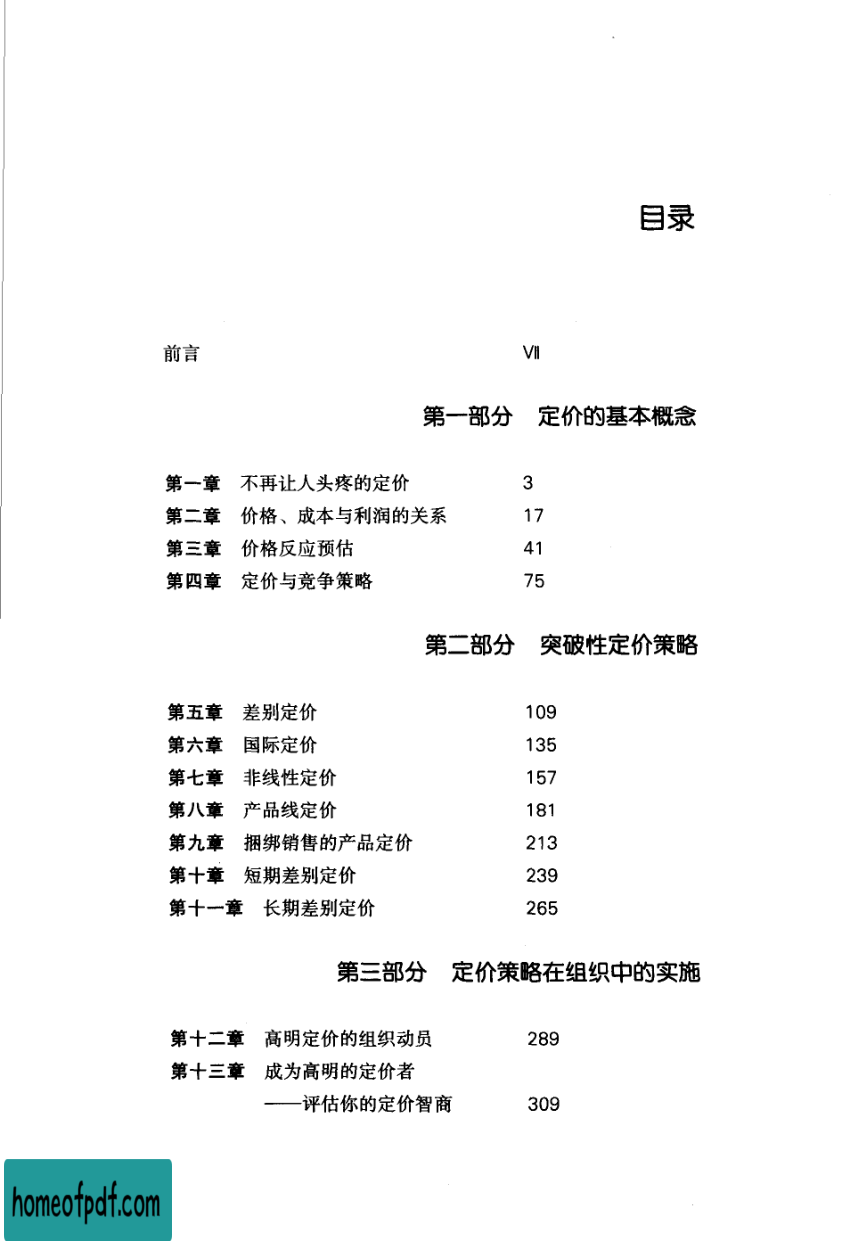 目录
前言 Ⅶ
第一部分 定价的基本概念
第一章 不再让人头疼的定价 3
第二章 价格、成本与利润的关系 17
第三章 价格反应预估 41
第四章 定价与竞争策略 75
第二部分 突破性定价策略
第五章 差别定价 109
第六章 国际定价 135
第七章 非线性定价 157
第八章 产品线定价 181
第九章 捆绑销售的产品定价 213
第十章 短期差别定价 239
第十一章 长期差别定价 265
第三部分 定价策略在组织中的实施
第十二章 高明定价的组织动员 289
第十三章 成为高明的定价者
——评估你的定价智商 309
homeofpdf.com